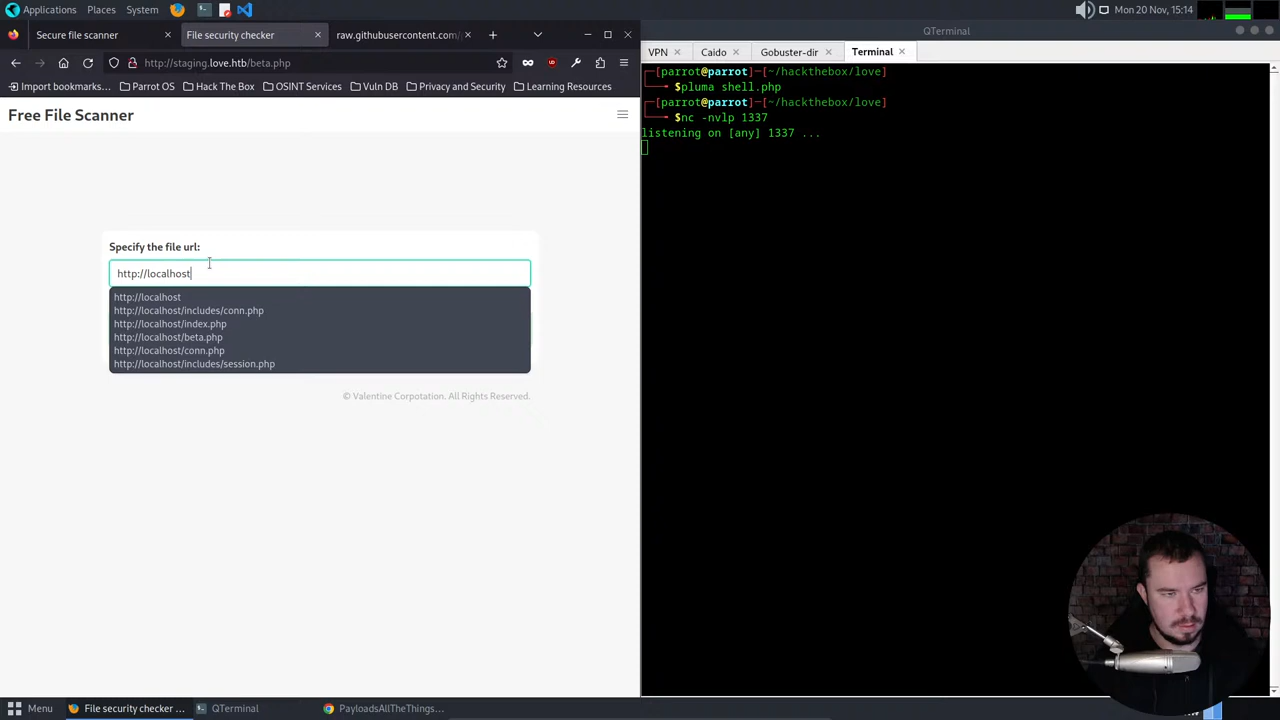 Applications Places System Mon 20 Nov, 15:14
Secure file scanner
File security checker
raw.githubusercontent.com/
http://staging.love.htb/beta.php
Import bookmarks...
Parrot OS
Hack The Box
OSINT Services
Vuln DB
Privacy and Security
Learning Resources
Free File Scanner
Specify the file url:
http://localhost
http://localhost
http://localhost/includes/conn.php
http://localhost/index.php
http://localhost/beta.php
http://localhost/conn.php
http://localhost/includes/session.php
© Valentine Corpotation. All Rights Reserved.
QTerminal
VPN
Caido
Gobuster-dir
Terminal
[parrot@parrot]─[~/hackthebox/love]
$pluma shell.php
[parrot@parrot]─[~/hackthebox/love]
$nc -nvlp 1337
listening on [any] 1337 ...
Menu
File security checker ...
QTerminal
PayloadsAllTheThings...